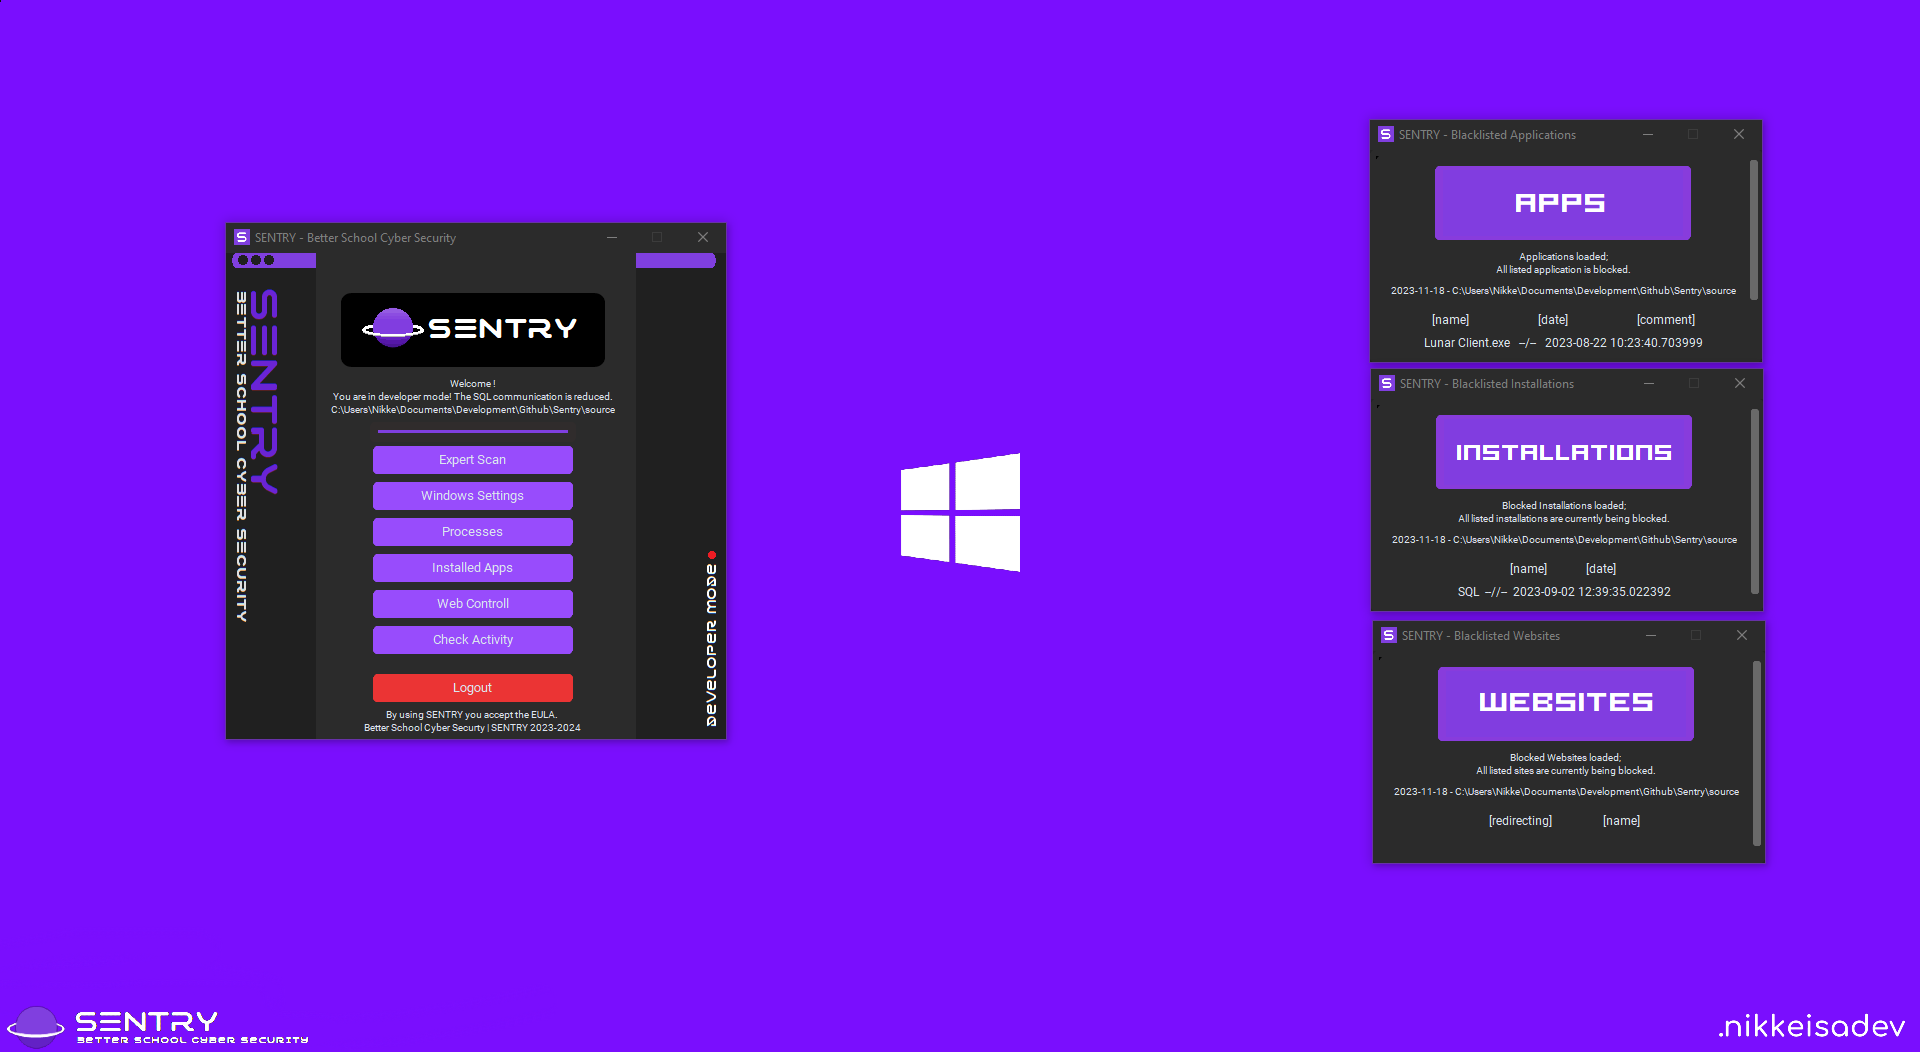 SENTRY - Better School Cyber Security
SENTRY
BETTER SCHOOL CYBER SECURITY
SENTRY
Welcome !
You are in developer mode! The SQL communication is reduced.
C:\Users\Nikke\Documents\Development\Github\Sentry\source
Expert Scan
Windows Settings
Processes
Installed Apps
Web Controll
Check Activity
Logout
By using SENTRY you accept the EULA.
Better School Cyber Securty | SENTRY 2023-2024
DEVELOPER MODE
SENTRY - Blacklisted Applications
APPS
Applications loaded;
All listed application is blocked.
2023-11-18 - C:\Users\Nikke\Documents\Development\Github\Sentry\source
[name] [date] [comment]
Lunar Client.exe --/-- 2023-08-22 10:23:40.703999
SENTRY - Blacklisted Installations
INSTALLATIONS
Blocked Installations loaded;
All listed installations are currently being blocked.
2023-11-18 - C:\Users\Nikke\Documents\Development\Github\Sentry\source
[name] [date]
SQL --//-- 2023-09-02 12:39:35.022392
SENTRY - Blacklisted Websites
WEBSITES
Blocked Websites loaded;
All listed sites are currently being blocked.
2023-11-18 - C:\Users\Nikke\Documents\Development\Github\Sentry\source
[redirecting] [name]
SENTRY
BETTER SCHOOL CYBER SECURITY
.nikkeisadev